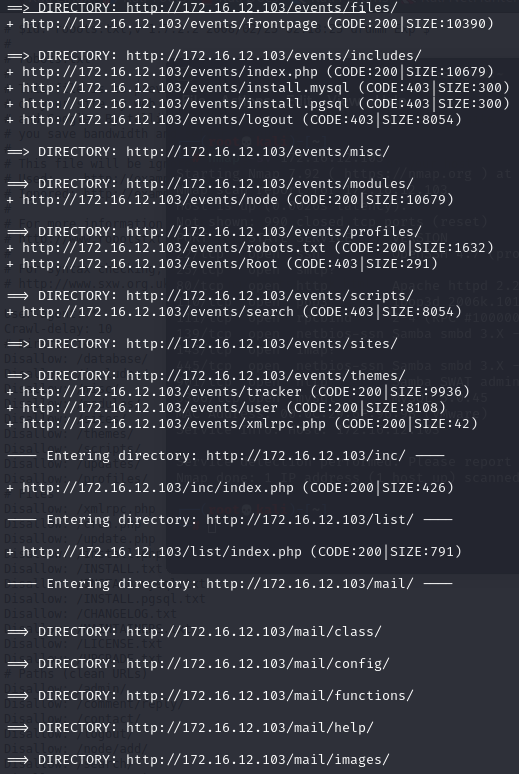 ==> DIRECTORY: http://172.16.12.103/events/files/
+ http://172.16.12.103/events/frontpage (CODE:200|SIZE:10390)
==> DIRECTORY: http://172.16.12.103/events/includes/
+ http://172.16.12.103/events/index.php (CODE:200|SIZE:10679)
+ http://172.16.12.103/events/install.mysql (CODE:403|SIZE:300)
+ http://172.16.12.103/events/install.pgsql (CODE:403|SIZE:300)
+ http://172.16.12.103/events/logout (CODE:403|SIZE:8054)
==> DIRECTORY: http://172.16.12.103/events/misc/
==> DIRECTORY: http://172.16.12.103/events/modules/
+ http://172.16.12.103/events/node (CODE:200|SIZE:10679)
==> DIRECTORY: http://172.16.12.103/events/profiles/
+ http://172.16.12.103/events/robots.txt (CODE:200|SIZE:1632)
+ http://172.16.12.103/events/Root (CODE:403|SIZE:291)
==> DIRECTORY: http://172.16.12.103/events/scripts/
+ http://172.16.12.103/events/search (CODE:403|SIZE:8054)
==> DIRECTORY: http://172.16.12.103/events/sites/
==> DIRECTORY: http://172.16.12.103/events/themes/
+ http://172.16.12.103/events/tracker (CODE:200|SIZE:9936)
+ http://172.16.12.103/events/user (CODE:200|SIZE:8108)
+ http://172.16.12.103/events/xmlrpc.php (CODE:200|SIZE:42)
---- Entering directory: http://172.16.12.103/inc/ ----
+ http://172.16.12.103/inc/index.php (CODE:200|SIZE:426)
---- Entering directory: http://172.16.12.103/list/ ----
+ http://172.16.12.103/list/index.php (CODE:200|SIZE:791)
---- Entering directory: http://172.16.12.103/mail/ ----
==> DIRECTORY: http://172.16.12.103/mail/class/
==> DIRECTORY: http://172.16.12.103/mail/config/
==> DIRECTORY: http://172.16.12.103/mail/functions/
==> DIRECTORY: http://172.16.12.103/mail/help/
==> DIRECTORY: http://172.16.12.103/mail/images/